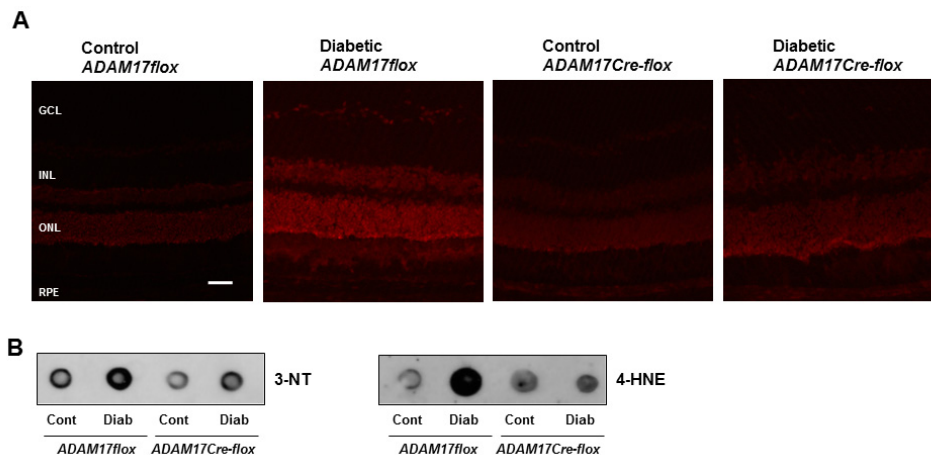 A
Control
ADAM17flox
Diabetic
ADAM17flox
Control
ADAM17Cre-flox
Diabetic
ADAM17Cre-flox
GCL
INL
ONL
RPE
B
3-NT
4-HNE
Cont Diab Cont Diab
ADAM17flox ADAM17Cre-flox
Cont Diab Cont Diab
ADAM17flox ADAM17Cre-flox